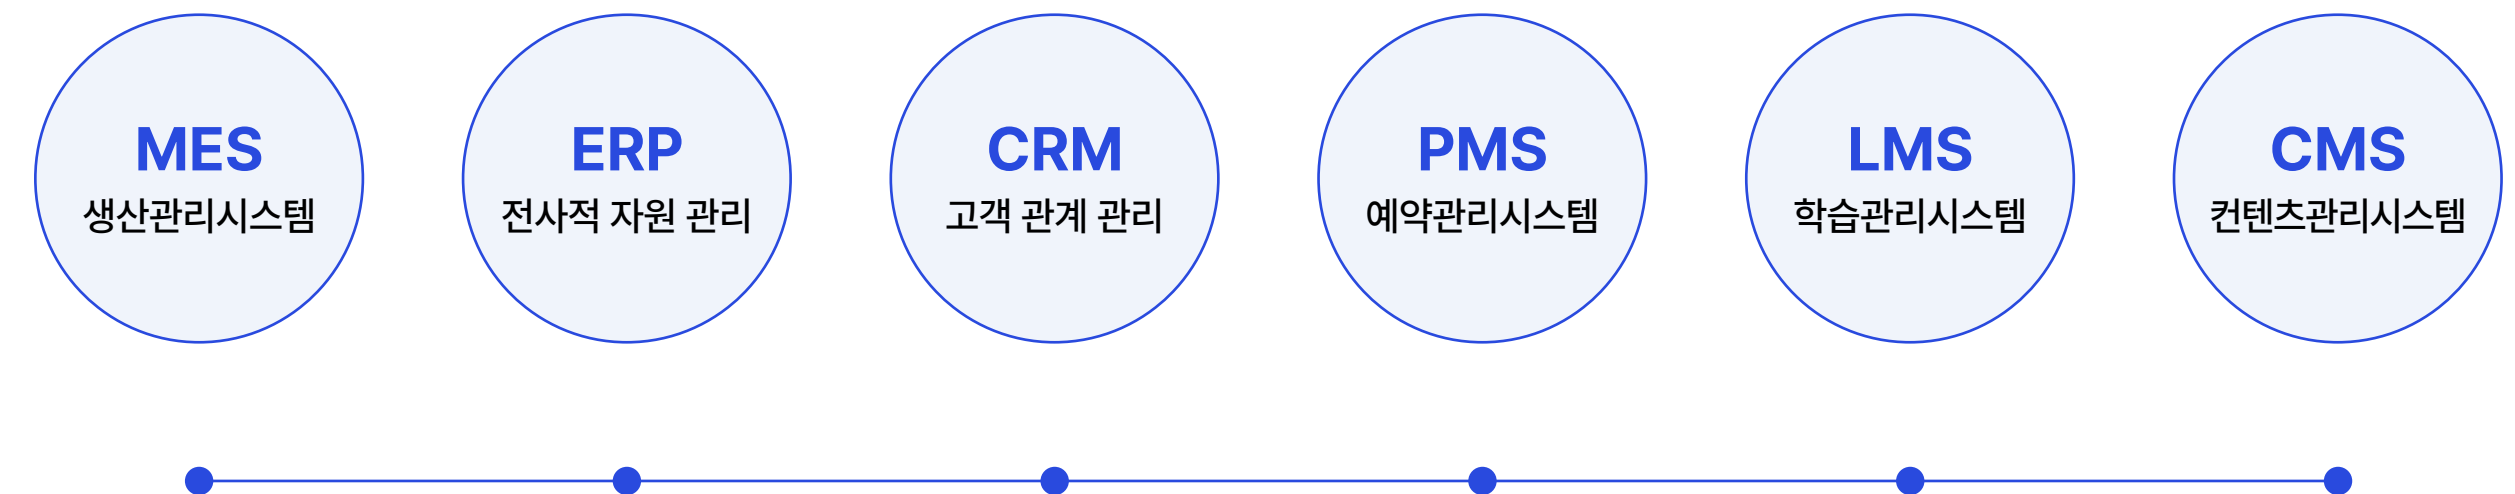 MES
생산관리시스템
ERP
전사적자원 관리
CRM
고객 관계 관리
PMS
예약관리시스템
LMS
학습관리시스템
CNS
컨텐츠관리시스템